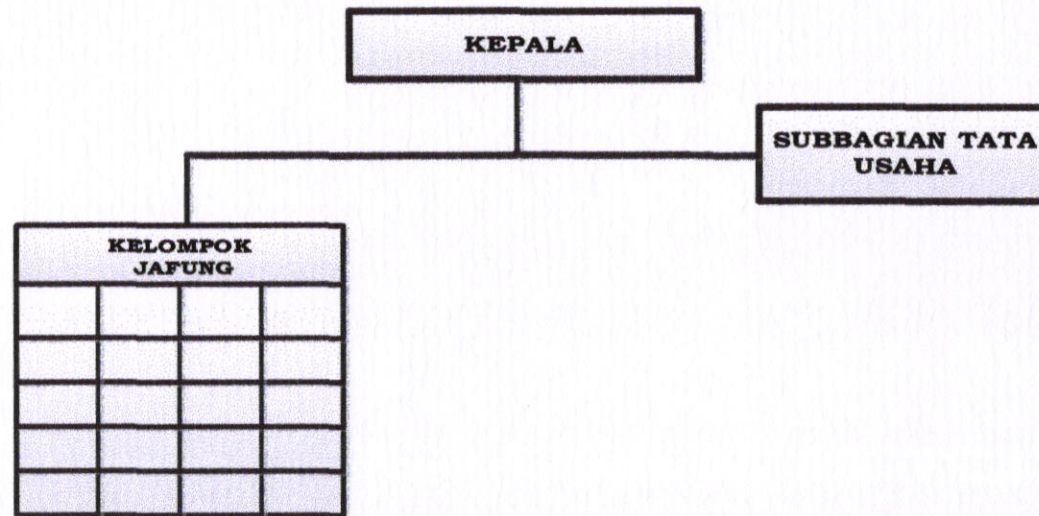 KEPALA
SUBBAGIAN TATA
USAHA
KELOMPOK
JAFUNG